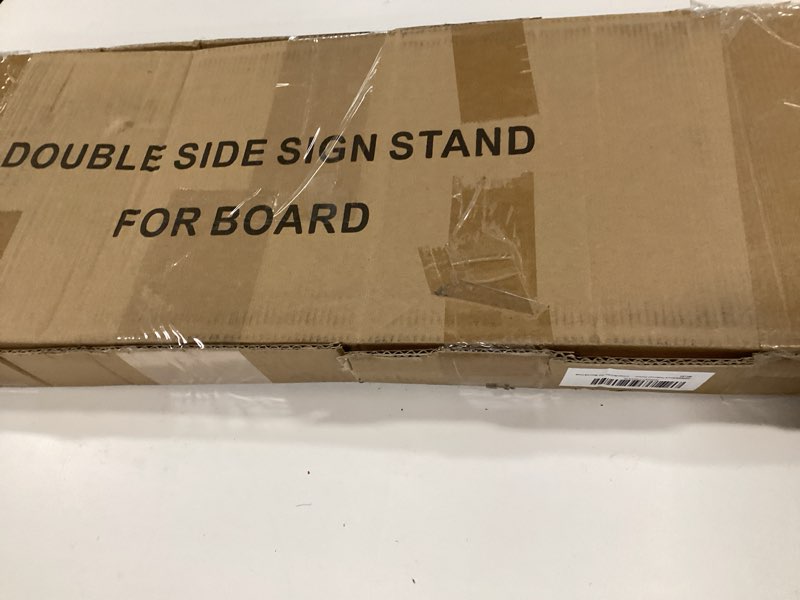 DOUBLE SIDE SIGN STAND
FOR BOARD